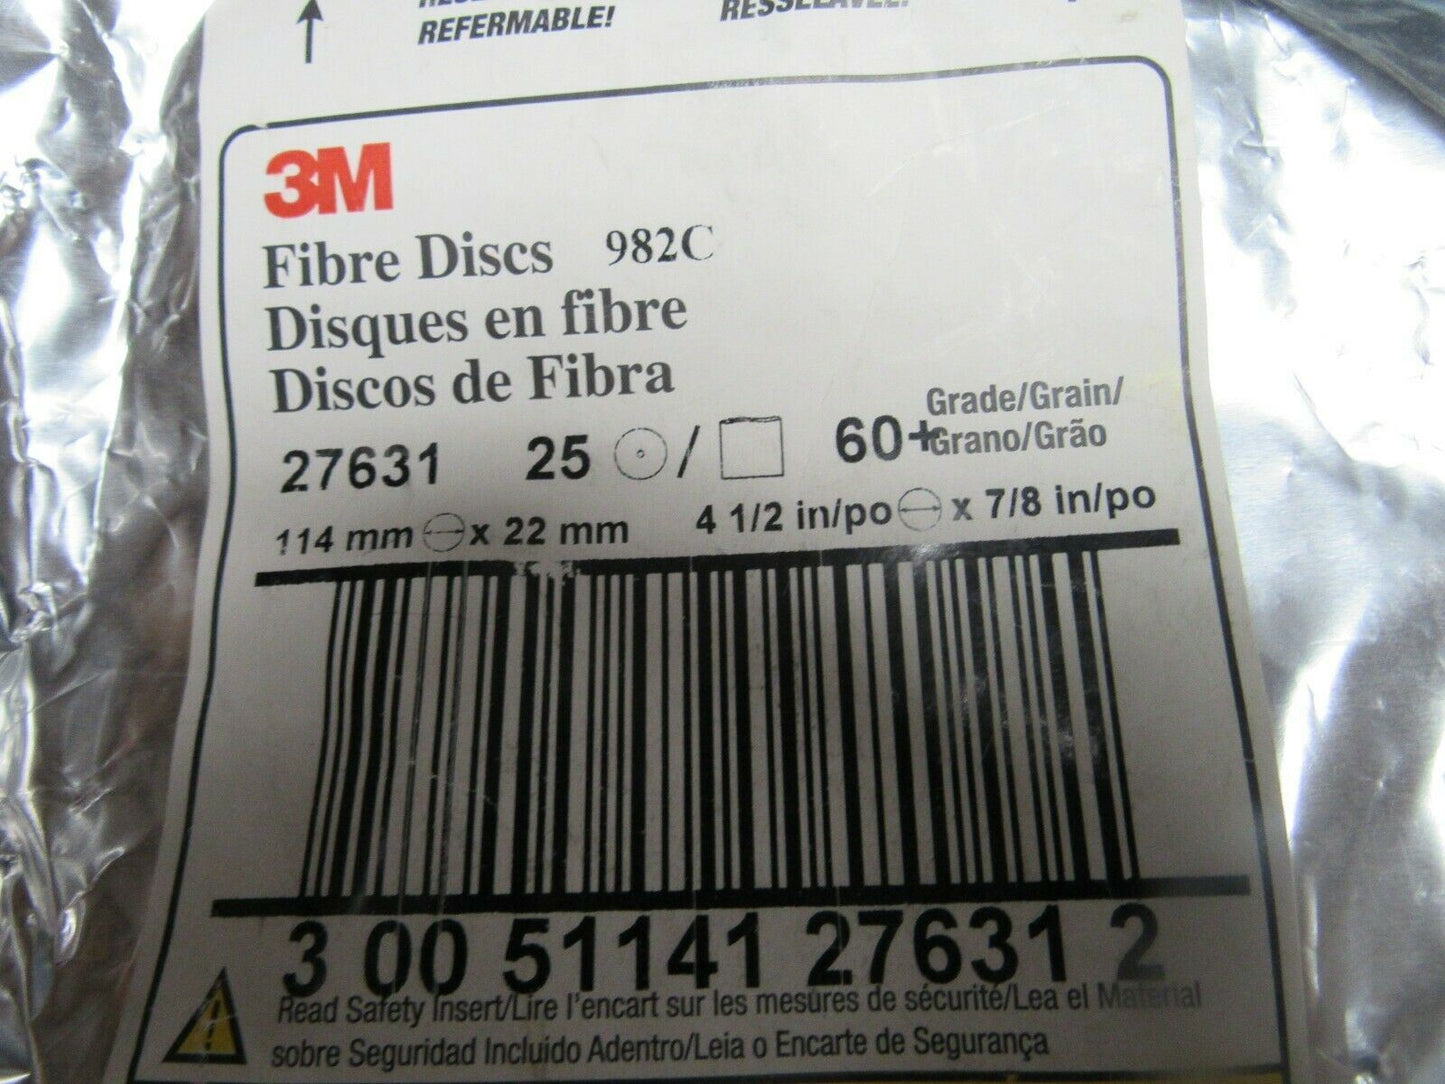 REFERMABLE!
3M
Fibre Discs 982C
Disques en fibre
Discos de Fibra
27631 25 / 60+ Grade/Grain/
Grano/Grão
114 mm x 22 mm 4 1/2 in/po x 7/8 in/po
3 00 51141 27631 2
Read Safety Insert/Lire l'encart sur les mesures de sécurité/Lea el Material
sobre Seguridad Incluido Adentro/Leia o Encarte de Segurança